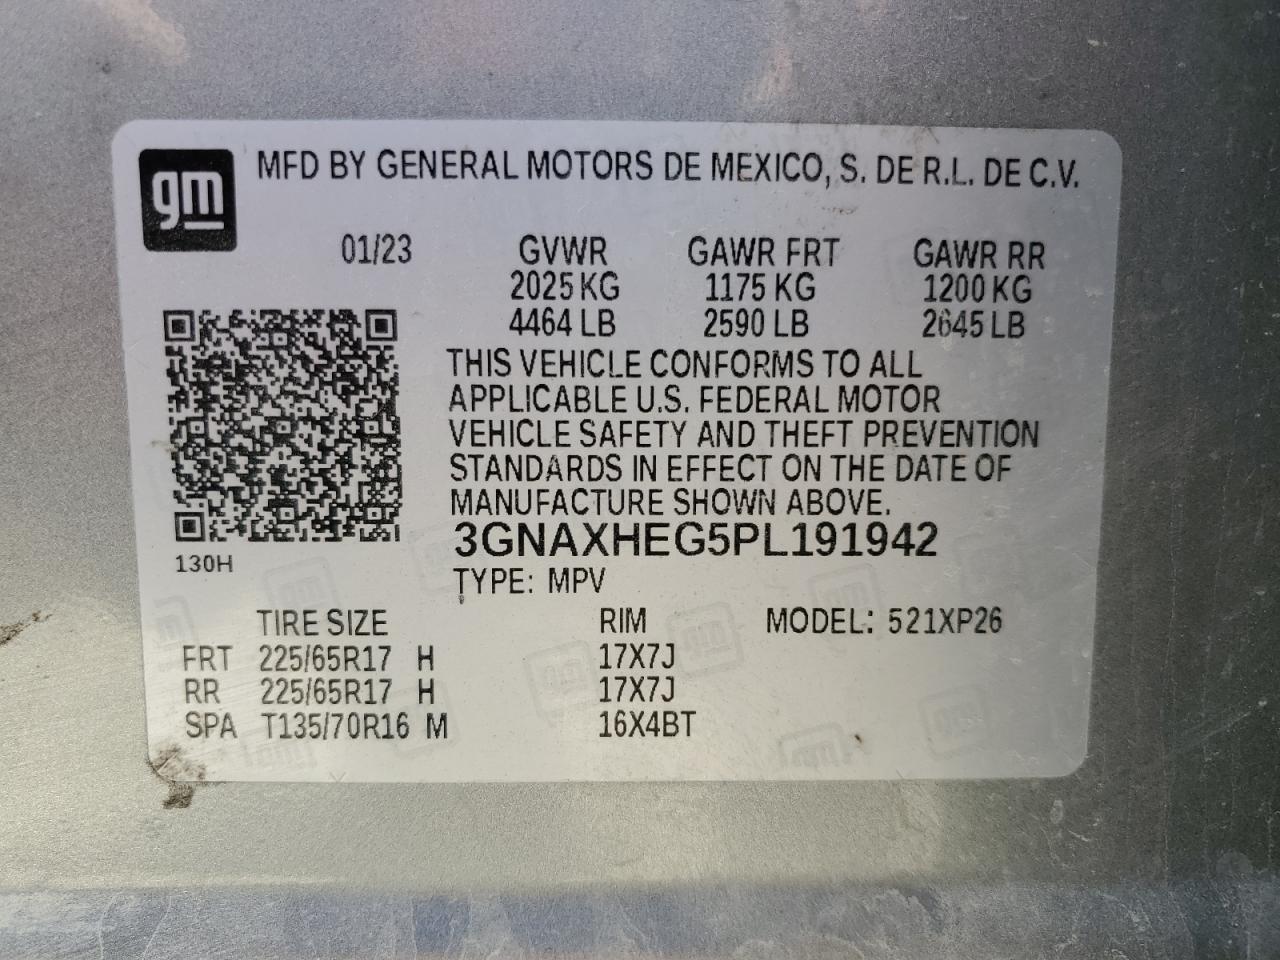 gm
MFD BY GENERAL MOTORS DE MEXICO, S. DE R.L. DE C.V.
01/23 GVWR GAWR FRT GAWR RR
2025 KG 1175 KG 1200 KG
4464 LB 2590 LB 2645 LB
THIS VEHICLE CONFORMS TO ALL
APPLICABLE U.S. FEDERAL MOTOR
VEHICLE SAFETY AND THEFT PREVENTION
STANDARDS IN EFFECT ON THE DATE OF
MANUFACTURE SHOWN ABOVE.
3GNAXHEG5PL191942
130H
TYPE: MPV
TIRE SIZE RIM MODEL: 521XP26
FRT 225/65R17 H 17X7J
RR 225/65R17 H 17X7J
SPA T135/70R16 M 16X4BT